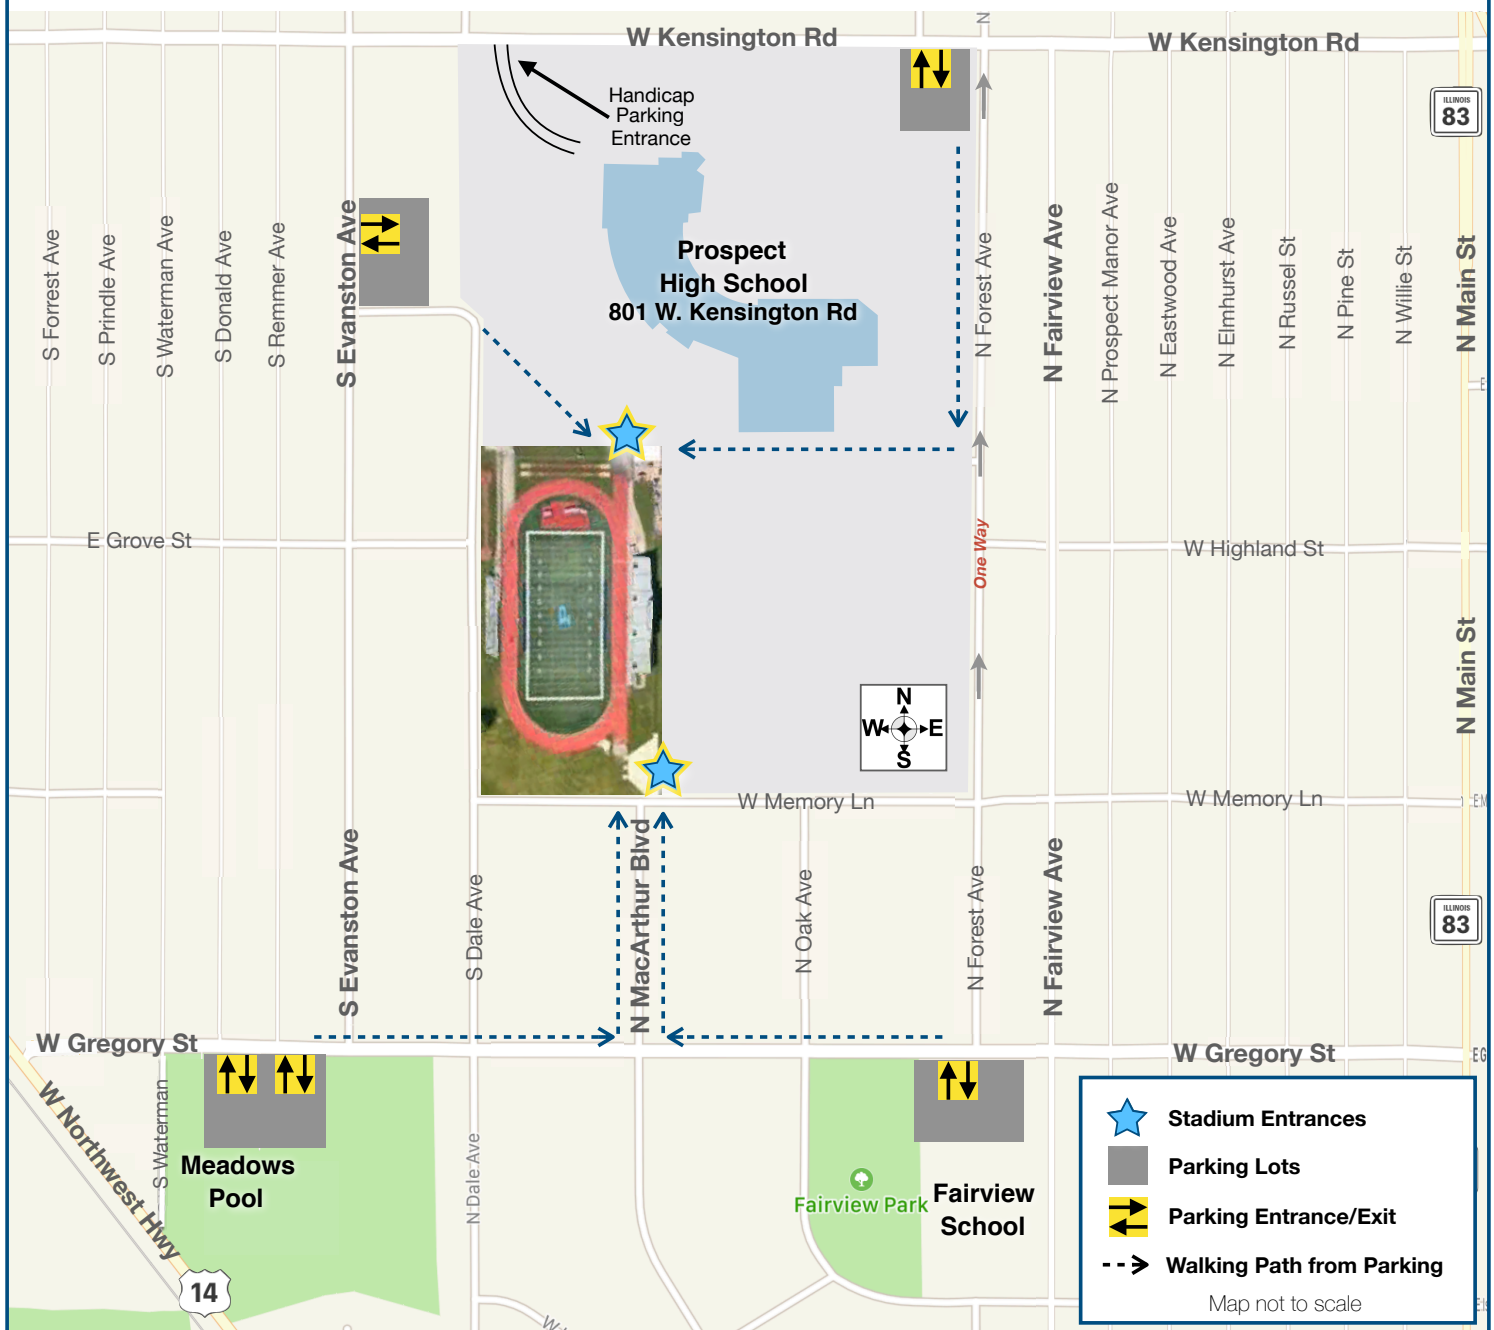 W Kensington Rd
W Kensington Rd
N
Handicap
Parking
Entrance
ILLINOIS
83
S Forrest Ave
S Prindle Ave
S Waterman Ave
S Donald Ave
S Remmer Ave
S Evanston Ave
Prospect
High School
801 W. Kensington Rd
N Forest Ave
N Fairview Ave
N Prospect Manor Ave
N Eastwood Ave
N Elmhurst Ave
N Russel St
N Pine St
N Willie St
N Main St
E Grove St
One Way
W Highland St
N Main St
N
W
E
S
W Memory Ln
W Memory Ln
S Evanston Ave
S Dale Ave
N MacArthur Blvd
N Oak Ave
N Forest Ave
N Fairview Ave
ILLINOIS
83
W Gregory St
W Gregory St
W Northwest Hwy
S Waterman
Meadows
Pool
N Dale Ave
Fairview Park
Fairview
School
14
Stadium Entrances
Parking Lots
Parking Entrance/Exit
Walking Path from Parking
Map not to scale